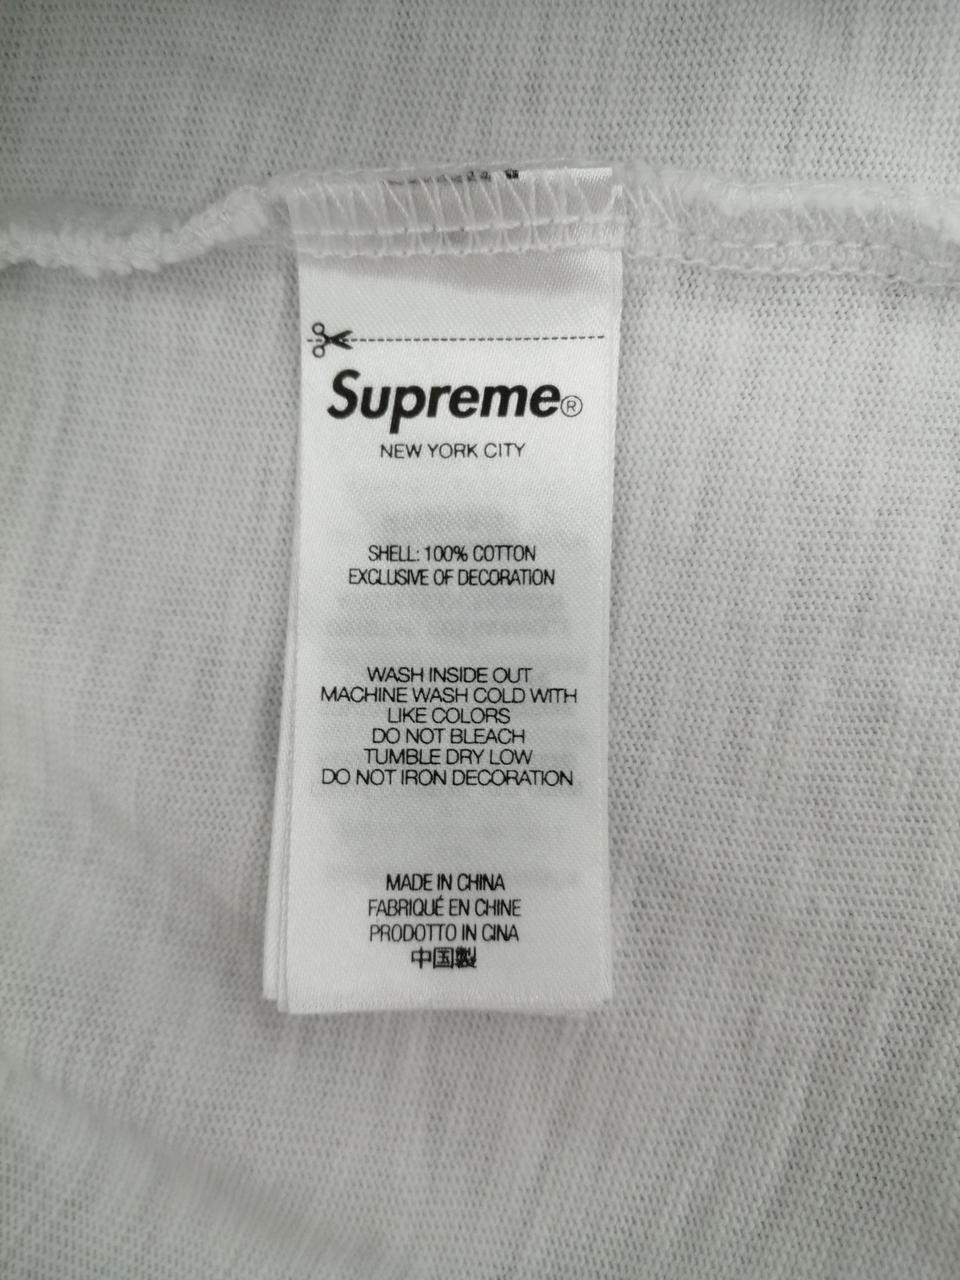 Supreme®
NEW YORK CITY
SHELL: 100% COTTON
EXCLUSIVE OF DECORATION
WASH INSIDE OUT
MACHINE WASH COLD WITH
LIKE COLORS
DO NOT BLEACH
TUMBLE DRY LOW
DO NOT IRON DECORATION
MADE IN CHINA
FABRIQUÉ EN CHINE
PRODOTTO IN CINA
中国製